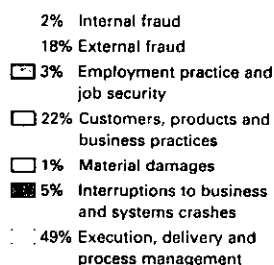 2% Internal fraud
18% External fraud
3% Employment practice and
job security
22% Customers, products and
business practices
1% Material damages
5% Interruptions to business
and systems crashes
49% Execution, delivery and
process management